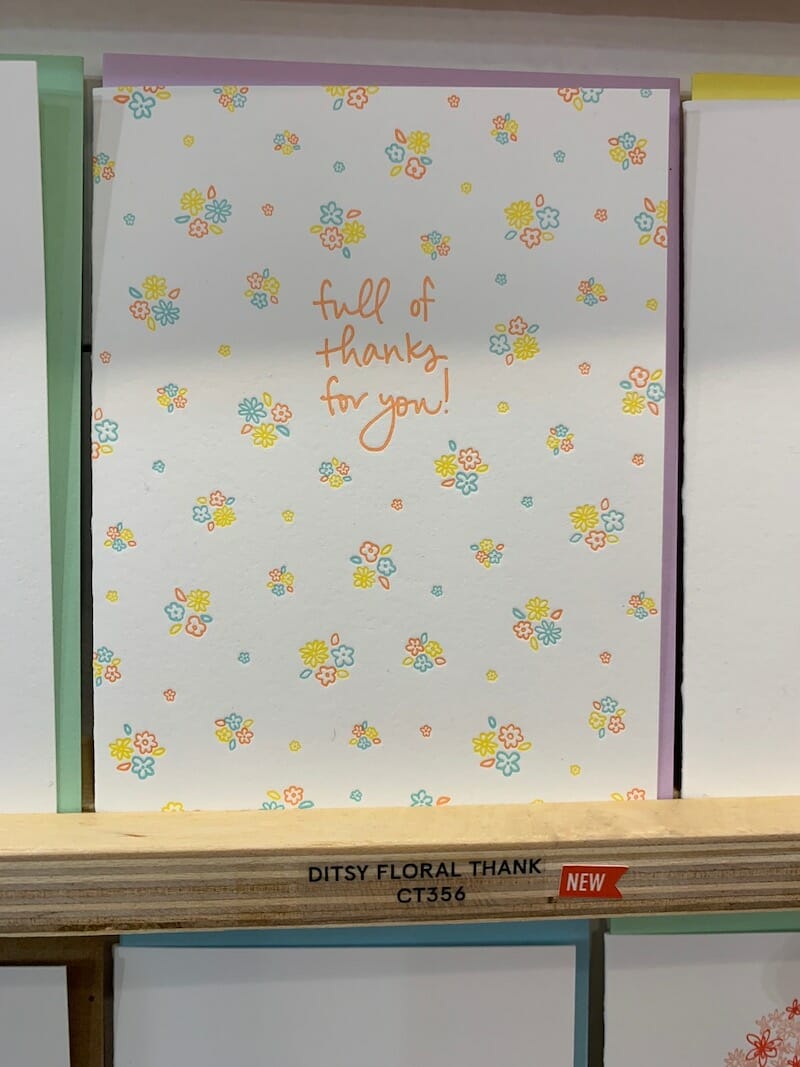 full of
thanks
for you!
DITSY FLORAL THANK
CT356
NEW